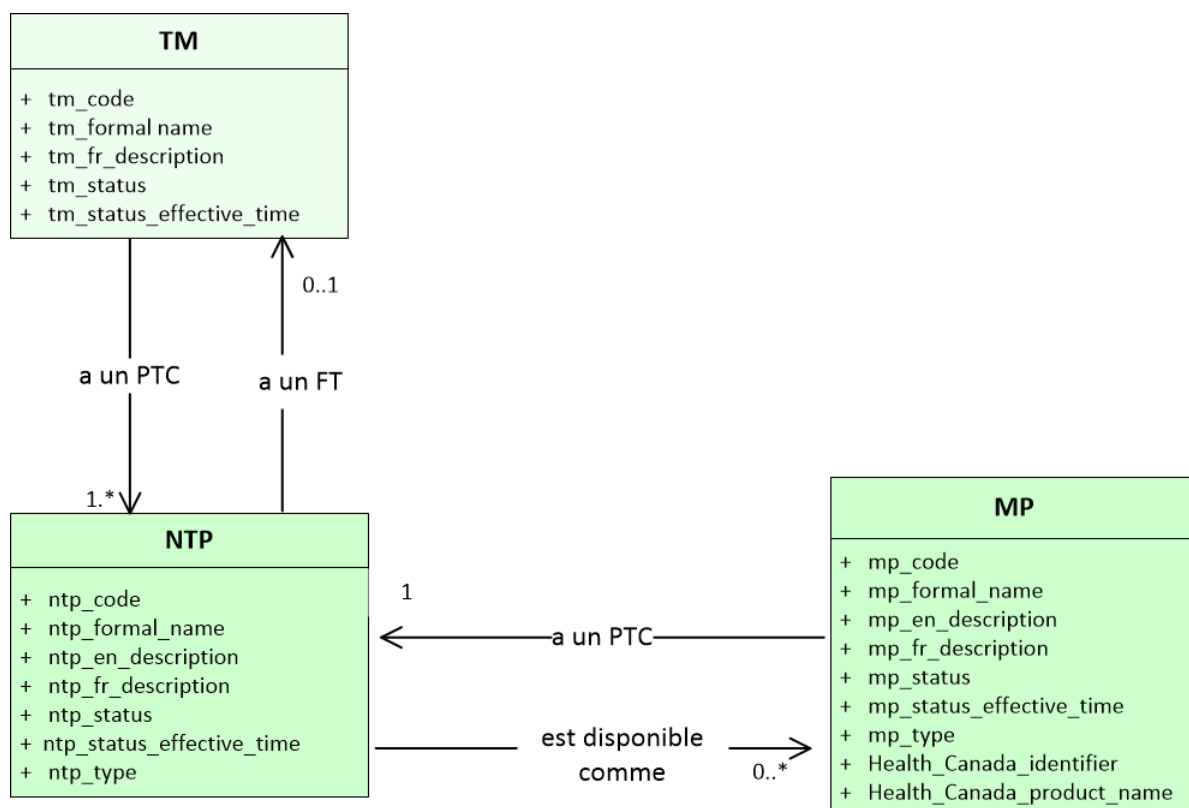 TM
+ tm_code
+ tm_formal name
+ tm_fr_description
+ tm_status
+ tm_status_effective_time
0..1
a un PTC
a un FT
1.*
NTP
+ ntp_code
+ ntp_formal_name
+ ntp_en_description
+ ntp_fr_description
+ ntp_status
+ ntp_status_effective_time
+ ntp_type
1
a un PTC
est disponible
comme
0..*
MP
+ mp_code
+ mp_formal_name
+ mp_en_description
+ mp_fr_description
+ mp_status
+ mp_status_effective_time
+ mp_type
+ Health_Canada_identifier
+ Health_Canada_product_name